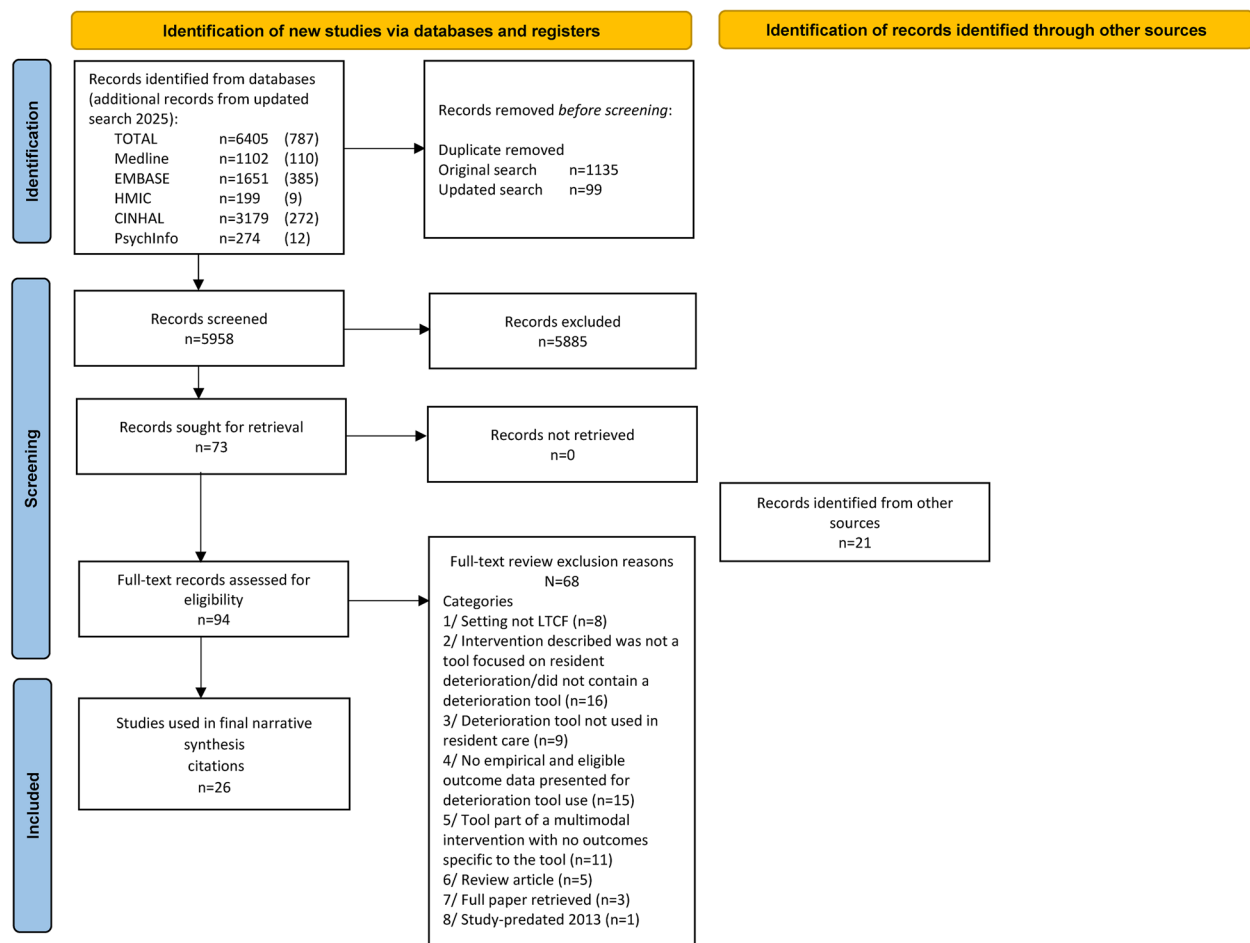 Identification of new studies via databases and registers
Identification of records identified through other sources
Identification
Records identified from databases
(additional records from updated
search 2025):
TOTAL n=6405 (787)
Medline n=1102 (110)
EMBASE n=1651 (385)
HMIC n=199 (9)
CINHAL n=3179 (272)
PsychInfo n=274 (12)
Records removed before screening:
Duplicate removed
Original search n=1135
Updated search n=99
Screening
Records screened
n=5958
Records excluded
n=5885
Records sought for retrieval
n=73
Records not retrieved
n=0
Records identified from other
sources
n=21
Full-text records assessed for
eligibility
n=94
Full-text review exclusion reasons
N=68
Categories
1/ Setting not LTCF (n=8)
2/ Intervention described was not a
tool focused on resident
deterioration/did not contain a
deterioration tool (n=16)
3/ Deterioration tool not used in
resident care (n=9)
4/ No empirical and eligible
outcome data presented for
deterioration tool use (n=15)
5/ Tool part of a multimodal
intervention with no outcomes
specific to the tool (n=11)
6/ Review article (n=5)
7/ Full paper retrieved (n=3)
8/ Study-predated 2013 (n=1)
Included
Studies used in final narrative
synthesis
citations
n=26